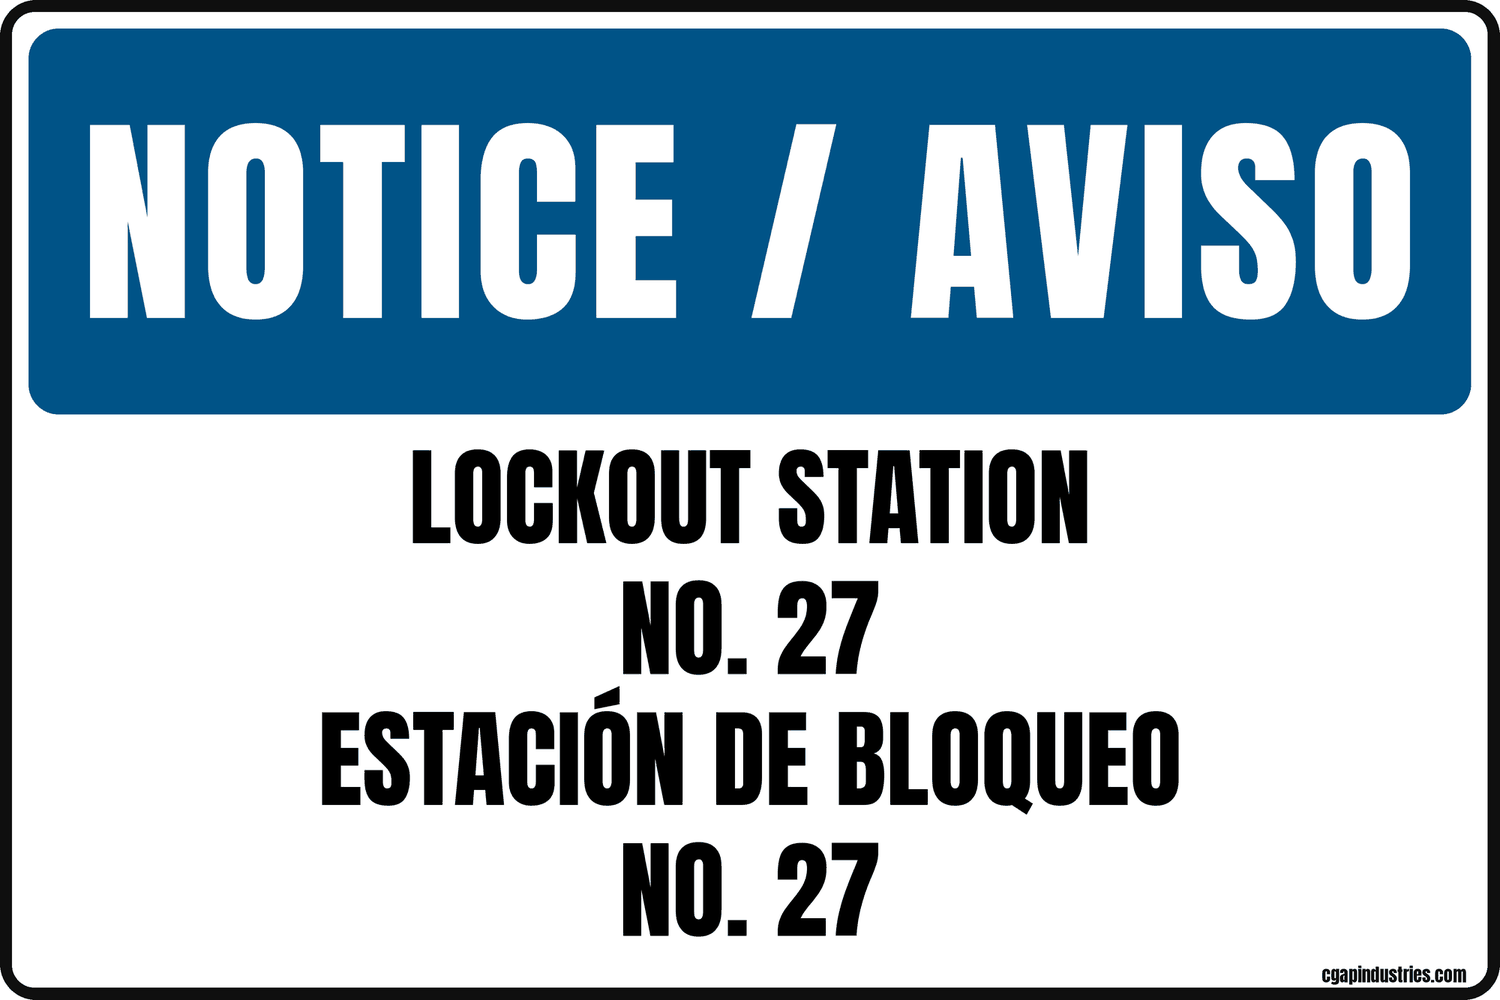 NOTICE / AVISO
LOCKOUT STATION
NO. 27
ESTACIÓN DE BLOQUEO
NO. 27
cgapindustries.com